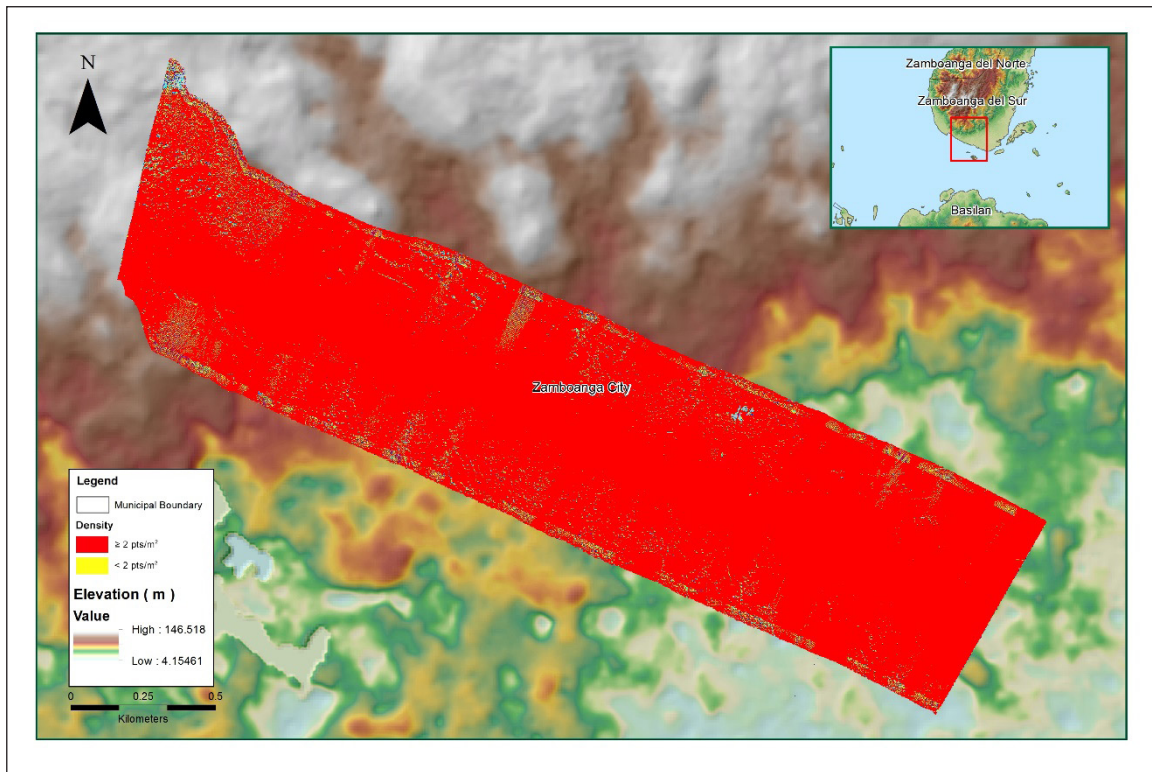 N
Zamboanga del Norte
Zamboanga del Sur
Basilan
Zamboanga City
Legend
Municipal Boundary
Density
≥ 2 pts/m²
< 2 pts/m²
Elevation ( m )
Value
High : 146.518
Low : 4.15461
0 0.25 0.5
Kilometers